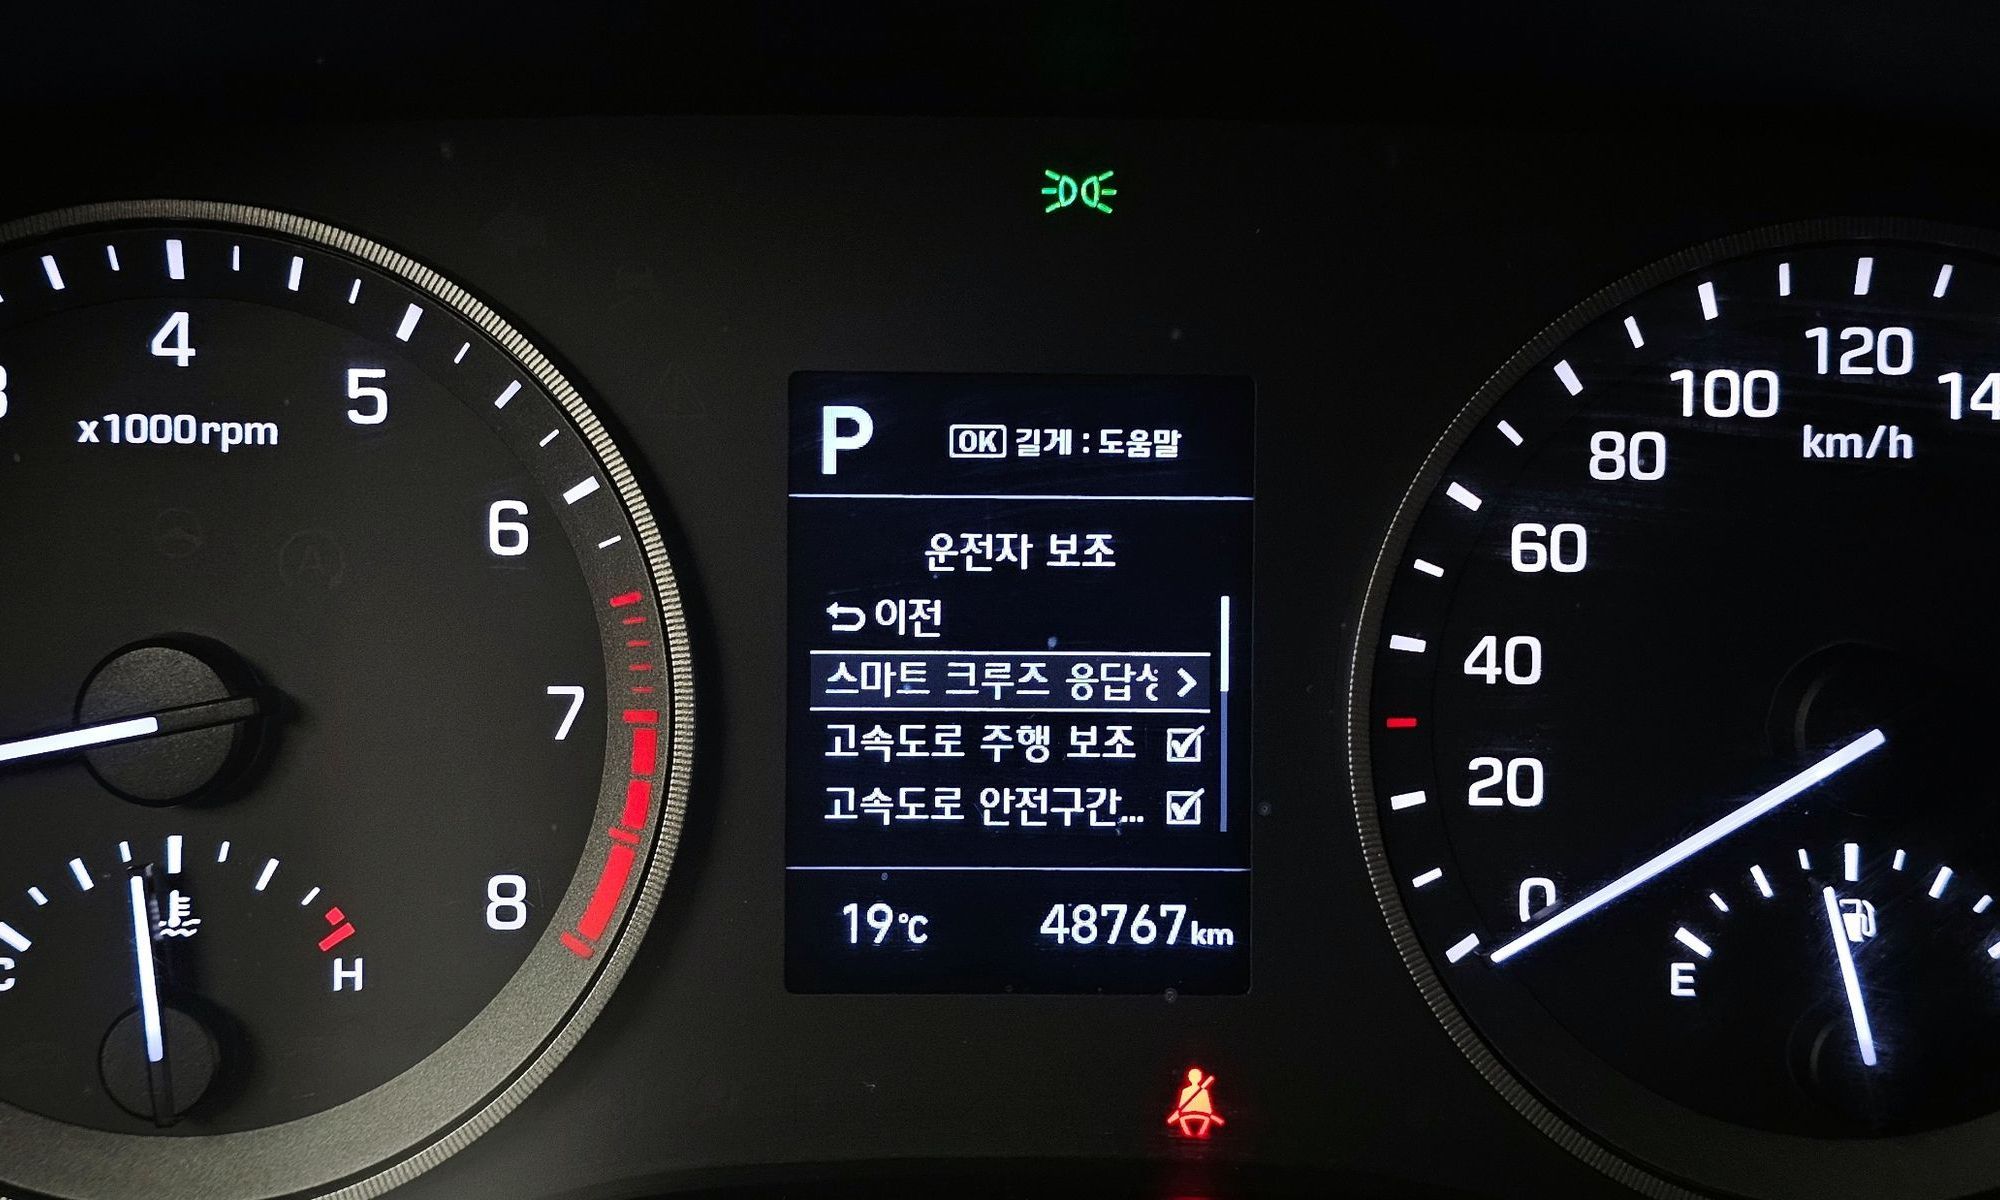 4
5
x1000rpm
6
7
8
C
H
P
OK 길게 : 도움말
운전자 보조
이전
스마트 크루즈 응답
고속도로 주행 보조
고속도로 안전구간...
19℃ 48767km
120
100
80
km/h
60
40
20
0
E